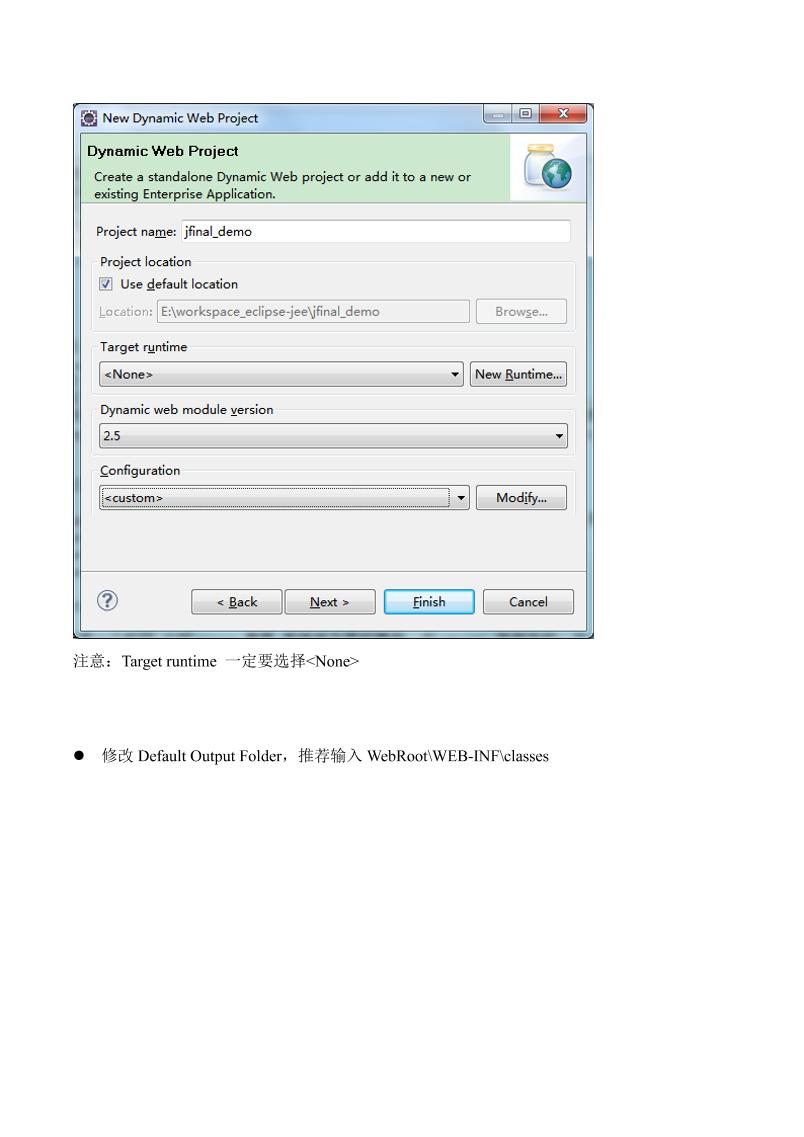 New Dynamic Web Project
Dynamic Web Project
Create a standalone Dynamic Web project or add it to a new or
existing Enterprise Application.
Project name: jfinal_demo
Project location
Use default location
Location: E:\workspace_eclipse-jee\jfinal_demo Browse...
Target runtime
<None> New Runtime...
Dynamic web module version
2.5
Configuration
<custom> Modify...
? < Back Next > Finish Cancel
注意：Target runtime 一定要选择<None>
● 修改 Default Output Folder，推荐输入 WebRoot\WEB-INF\classes